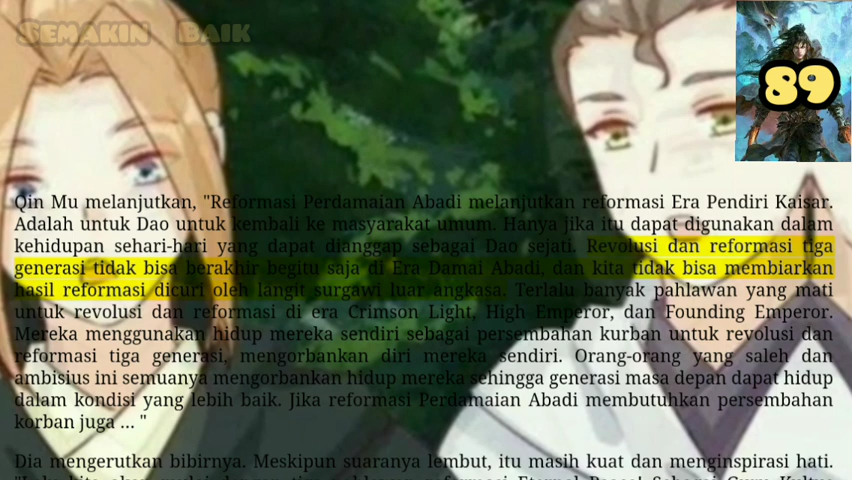 Semakin Baik
89
Qin Mu melanjutkan, "Reformasi Perdamaian Abadi melanjutkan reformasi Era Pendiri Kaisar.
Adalah untuk Dao untuk kembali ke masyarakat umum. Hanya jika itu dapat digunakan dalam
kehidupan sehari-hari yang dapat dianggap sebagai Dao sejati. Revolusi dan reformasi tiga
generasi tidak bisa berakhir begitu saja di Era Damai Abadi, dan kita tidak bisa membiarkan
hasil reformasi dicuri oleh langit surgawi luar angkasa. Terlalu banyak pahlawan yang mati
untuk revolusi dan reformasi di era Crimson Light, High Emperor, dan Founding Emperor.
Mereka menggunakan hidup mereka sendiri sebagai persembahan kurban untuk revolusi dan
reformasi tiga generasi, mengorbankan diri mereka sendiri. Orang-orang yang saleh dan
ambisius ini semuanya mengorbankan hidup mereka sehingga generasi masa depan dapat hidup
dalam kondisi yang lebih baik. Jika reformasi Perdamaian Abadi membutuhkan persembahan
korban juga ... "
Dia mengerutkan bibirnya. Meskipun suaranya lembut, itu masih kuat dan menginspirasi hati.